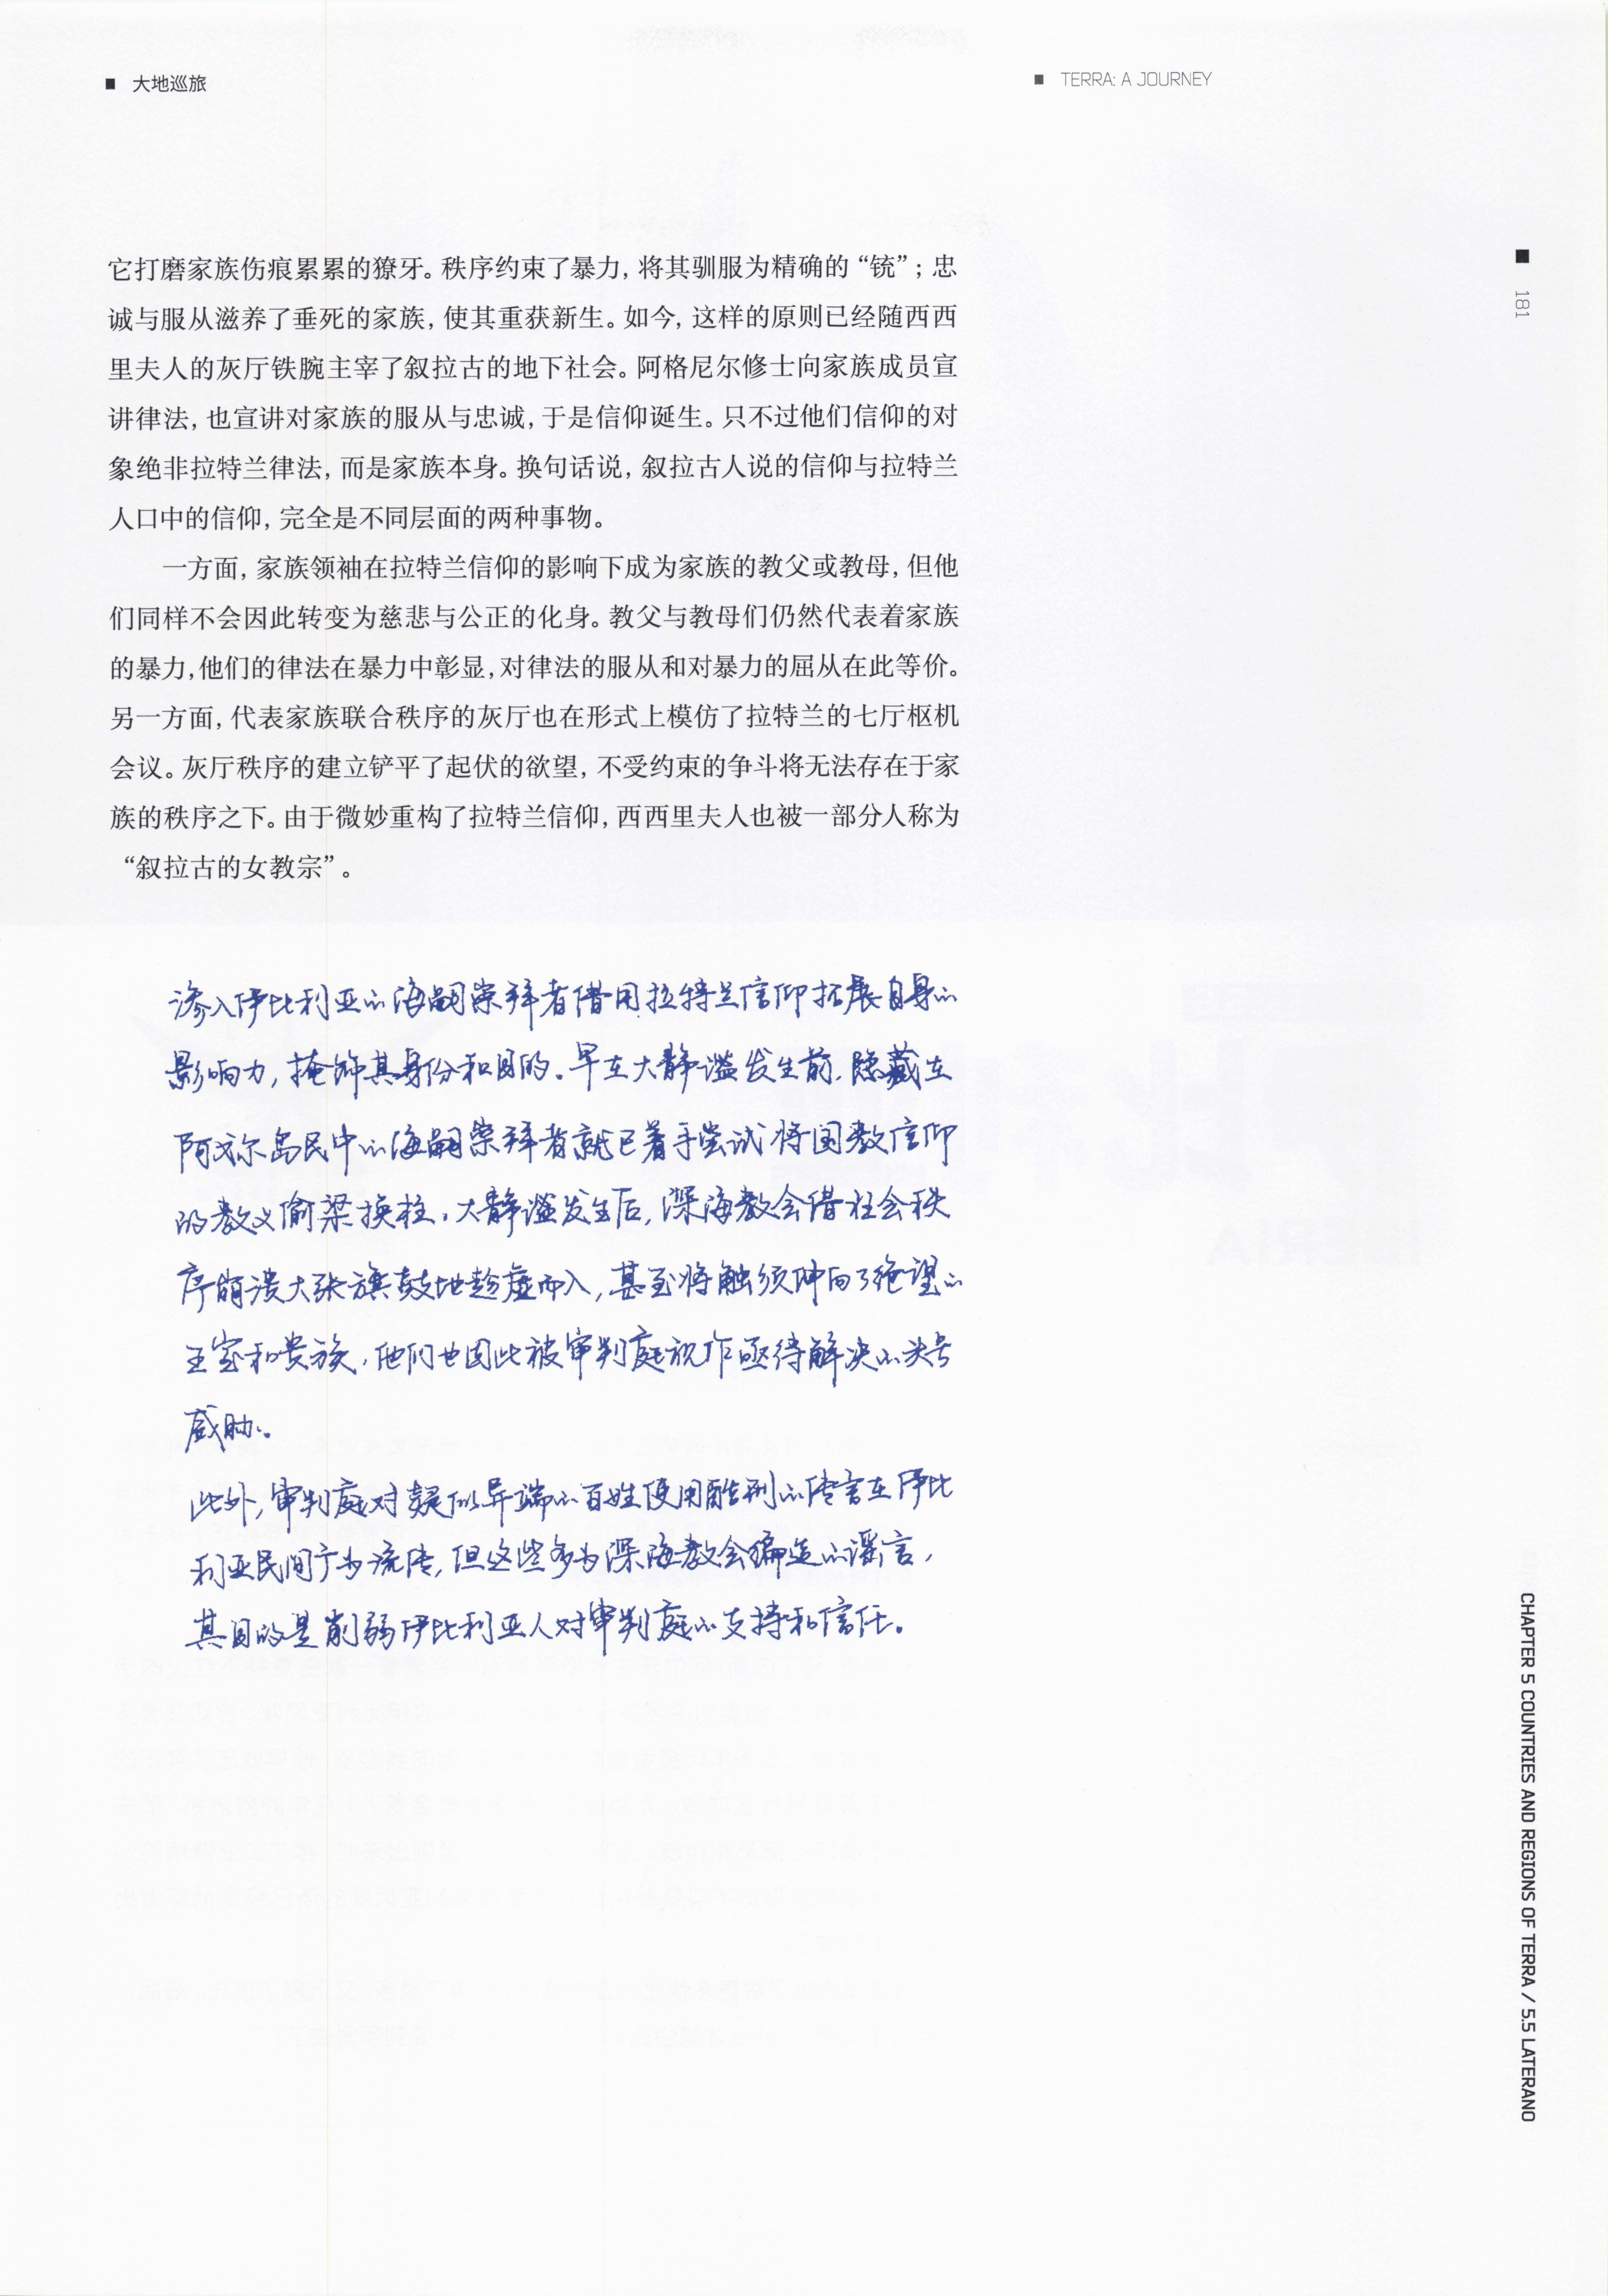 大地巡旅
TERRA: A JOURNEY
181
它打磨家族伤痕累累的獠牙。秩序约束了暴力，将其驯服为精确的“铳”；忠
诚与服从滋养了垂死的家族，使其重获新生。如今，这样的原则已经随西西
里夫人的灰厅铁腕主宰了叙拉古的地下社会。阿格尼尔修士向家族成员宣
讲律法，也宣讲对家族的服从与忠诚，于是信仰诞生。只不过他们信仰的对
象绝非拉特兰律法，而是家族本身。换句话说，叙拉古人说的信仰与拉特兰
人口中的信仰，完全是不同层面的两种事物。
一方面，家族领袖在拉特兰信仰的影响下成为家族的教父或教母，但他
们同样不会因此转变为慈悲与公正的化身。教父与教母们仍然代表着家族
的暴力，他们的律法在暴力中彰显，对律法的服从和对暴力的屈从在此等价。
另一方面，代表家族联合秩序的灰厅也在形式上模仿了拉特兰的七厅枢机
会议。灰厅秩序的建立铲平了起伏的欲望，不受约束的争斗将无法存在于家
族的秩序之下。由于微妙重构了拉特兰信仰，西西里夫人也被一部分人称为
“叙拉古的女教宗”。
渗入伊比利亚的海嗣崇拜者借用拉特兰信仰拓展自身的
影响力，掩饰其身份和目的。早在大静谧发生前，隐藏在
阿戈尔岛民中的海嗣崇拜者就已着手尝试将国教信仰
的教义偷梁换柱。大静谧发生后，深海教会借社会秩
序崩溃大张旗鼓地趁虚而入，甚至将触须伸向了绝望的
王室和贵族，他们也因此被审判庭视作亟待解决的头号
威胁。
此外，审判庭对疑似异端的百姓使用酷刑的传言在伊比
利亚民间广为流传，但这些多为深海教会编造的谣言，
其目的是削弱伊比利亚人对审判庭的支持和信任。
CHAPTER 5 COUNTRIES AND REGIONS OF TERRA / 5.5 LATERANO